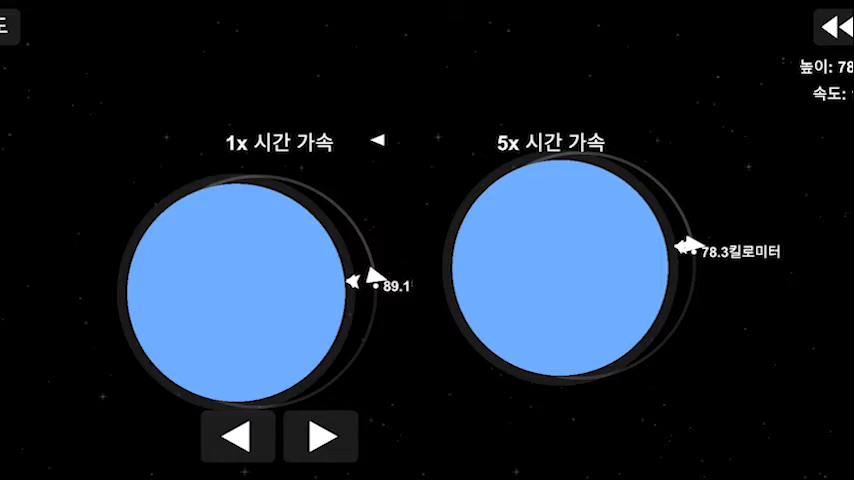 도
높이: 78
속도:
1x 시간 가속
5x 시간 가속
78.3킬로미터
89.1